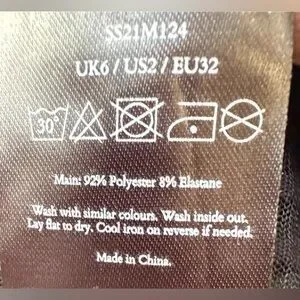 SS21M124
UK6 / US2 / EU32
30°
Main: 92% Polyester 8% Elastane
Wash with similar colours. Wash inside out.
Lay flat to dry. Cool iron on reverse if needed.
Made in China.